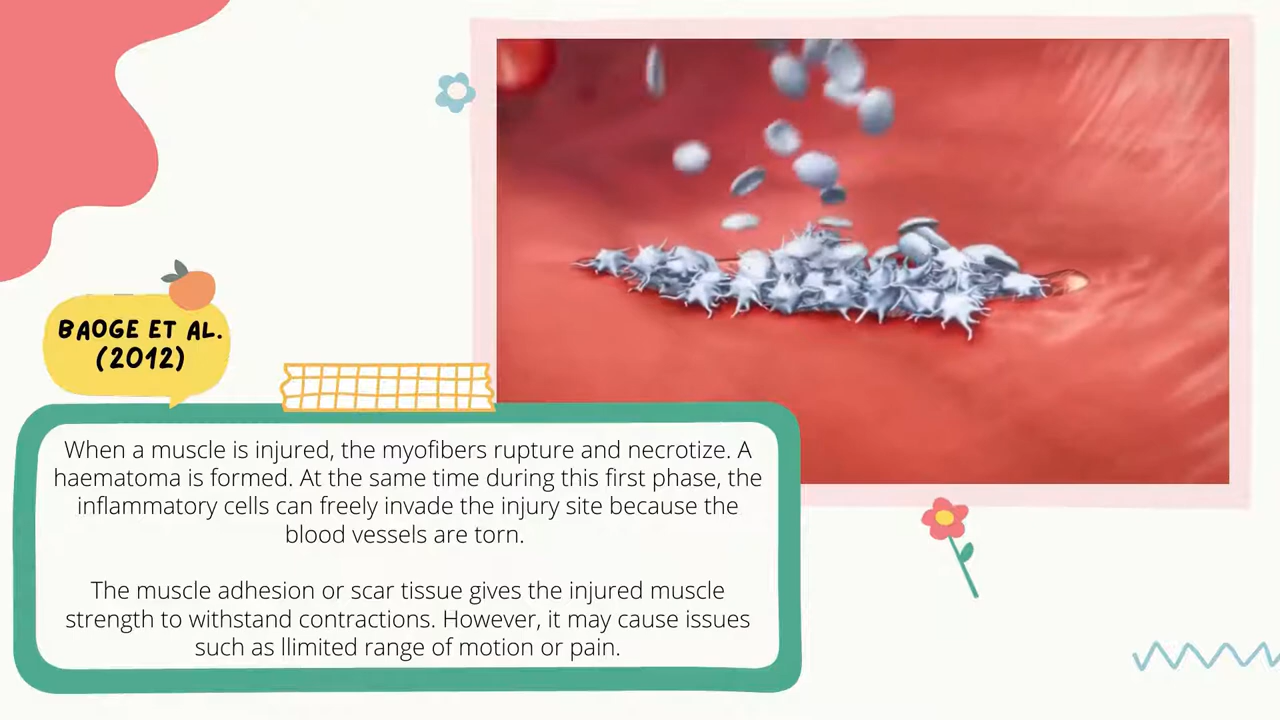 BAOGE ET AL.
(2012)
When a muscle is injured, the myofibers rupture and necrotize. A
haematoma is formed. At the same time during this first phase, the
inflammatory cells can freely invade the injury site because the
blood vessels are torn.
The muscle adhesion or scar tissue gives the injured muscle
strength to withstand contractions. However, it may cause issues
such as llimited range of motion or pain.